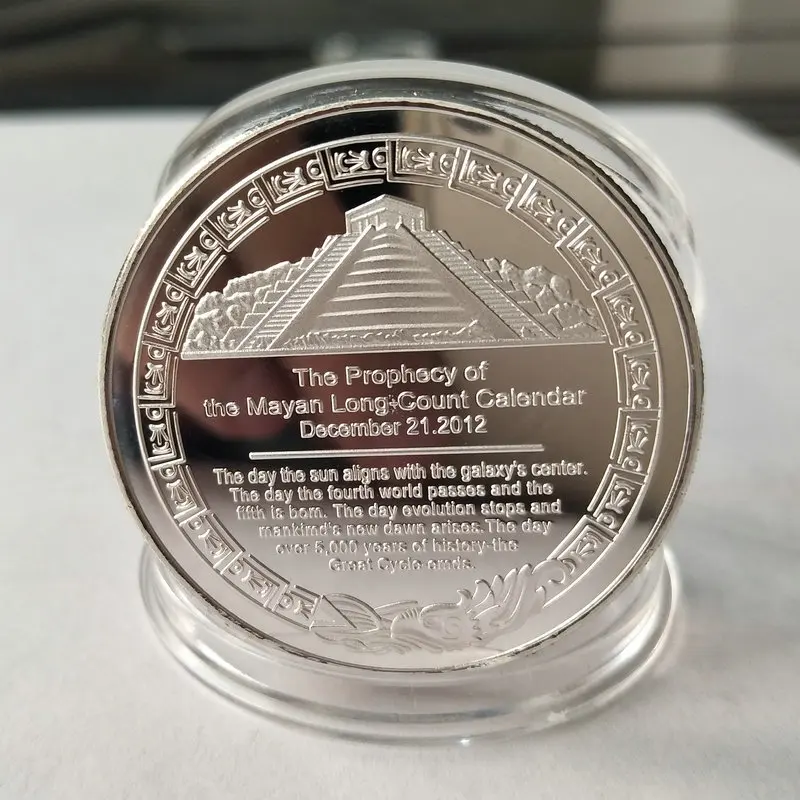 The Prophecy of
the Mayan Long-Count Calendar
December 21.2012
The day the sun aligns with the galaxy's center.
The day the fourth world passes and the
fifth is born. The day evolution stops and
mankimd's new dawn arises.The day
over 5,000 years of history-the
Great Cycle emds.